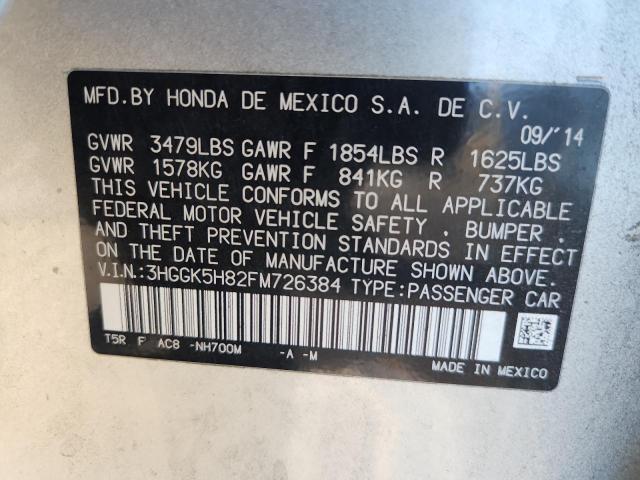 MFD.BY HONDA DE MEXICO S.A. DE C.V.
09/'14
GVWR 3479LBS GAWR F 1854LBS R 1625LBS
GVWR 1578KG GAWR F 841KG R 737KG
THIS VEHICLE CONFORMS TO ALL APPLICABLE
FEDERAL MOTOR VEHICLE SAFETY . BUMPER .
AND THEFT PREVENTION STANDARDS IN EFFECT
ON THE DATE OF MANUFACTURE SHOWN ABOVE.
V.I.N.:3HGGK5H82FM726384 TYPE:PASSENGER CAR
T5R F AC8 -NH700M -A -M
MADE IN MEXICO